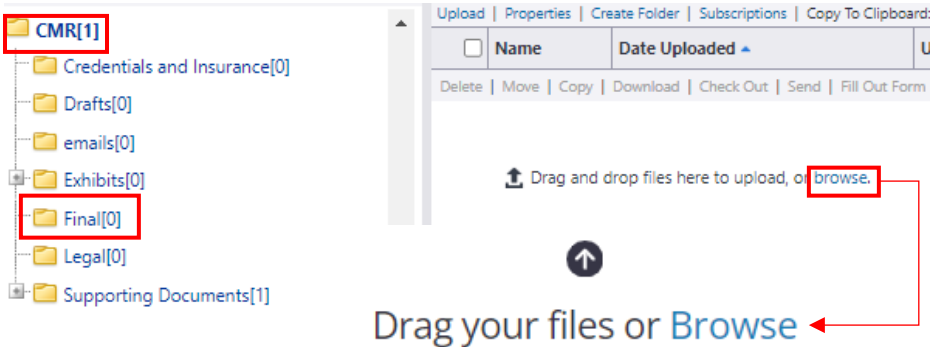 CMR[1]
Credentials and Insurance[0]
Drafts[0]
emails[0]
Exhibits[0]
Final[0]
Legal[0]
Supporting Documents[1]
Upload | Properties | Create Folder | Subscriptions | Copy To Clipboard:
Name Date Uploaded U
Delete | Move | Copy | Download | Check Out | Send | Fill Out Form
Drag and drop files here to upload, or browse.
Drag your files or Browse